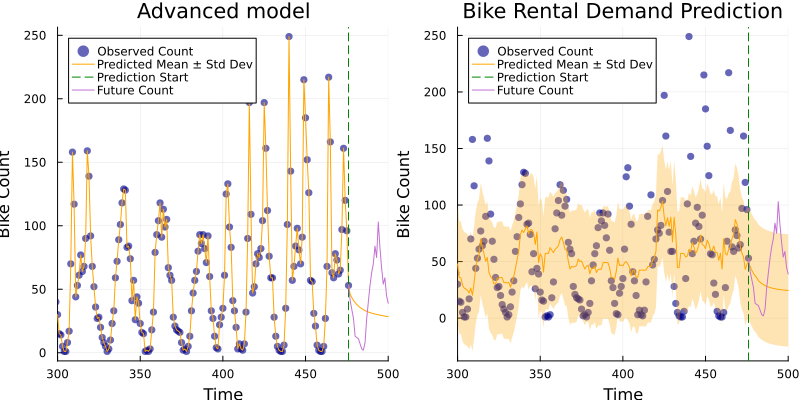 Advanced model
Bike Rental Demand Prediction
Bike Count
250
200
150
100
50
0
Observed Count
Predicted Mean ± Std Dev
Prediction Start
Future Count
300
350
400
450
500
Time
Bike Count
250
200
150
100
50
0
Observed Count
Predicted Mean ± Std Dev
Prediction Start
Future Count
300
350
400
450
500
Time